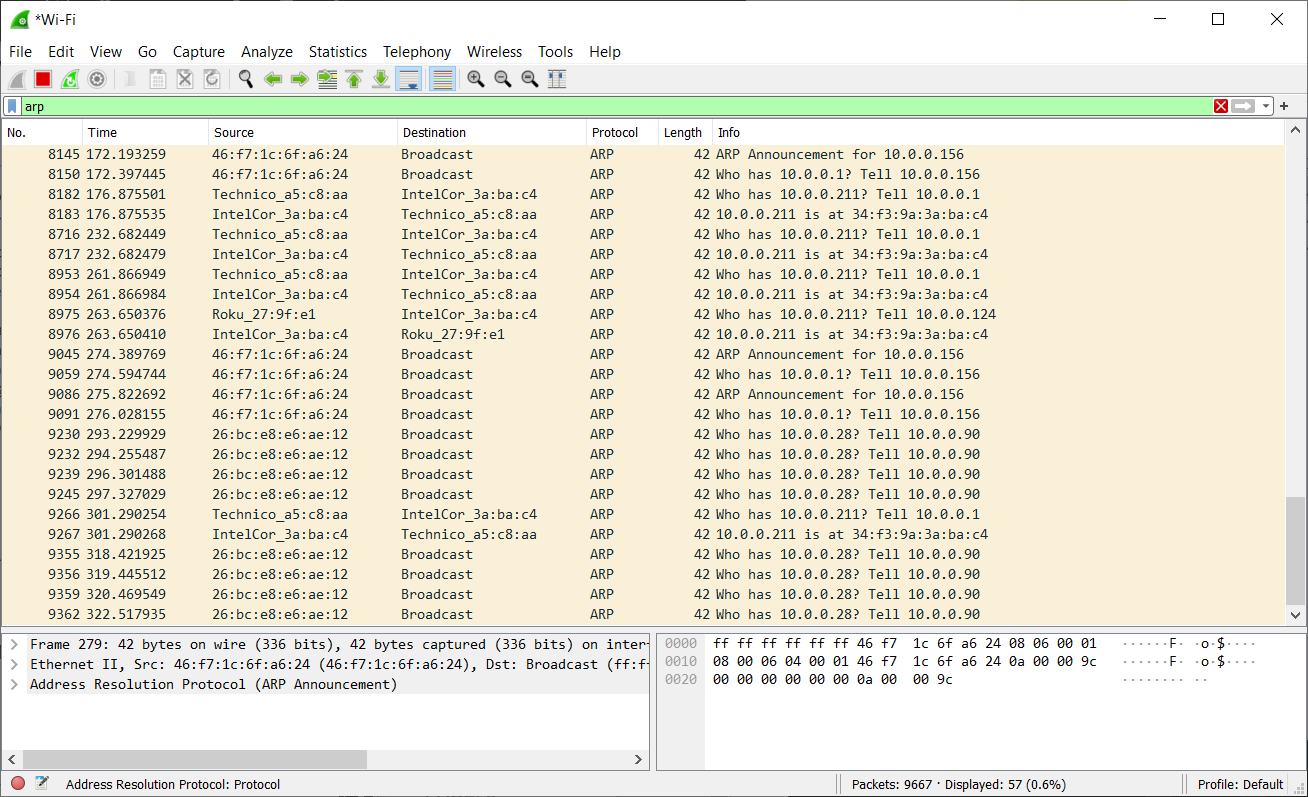 *Wi-Fi
File Edit View Go Capture Analyze Statistics Telephony Wireless Tools Help
arp
No. Time Source Destination Protocol Length Info
8145 172.193259 46:f7:1c:6f:a6:24 Broadcast ARP 42 ARP Announcement for 10.0.0.156
8150 172.397445 46:f7:1c:6f:a6:24 Broadcast ARP 42 Who has 10.0.0.1? Tell 10.0.0.156
8182 176.875501 Technico_a5:c8:aa IntelCor_3a:ba:c4 ARP 42 Who has 10.0.0.211? Tell 10.0.0.1
8183 176.875535 IntelCor_3a:ba:c4 Technico_a5:c8:aa ARP 42 10.0.0.211 is at 34:f3:9a:3a:ba:c4
8716 232.682449 Technico_a5:c8:aa IntelCor_3a:ba:c4 ARP 42 Who has 10.0.0.211? Tell 10.0.0.1
8717 232.682479 IntelCor_3a:ba:c4 Technico_a5:c8:aa ARP 42 10.0.0.211 is at 34:f3:9a:3a:ba:c4
8953 261.866949 Technico_a5:c8:aa IntelCor_3a:ba:c4 ARP 42 Who has 10.0.0.211? Tell 10.0.0.1
8954 261.866984 IntelCor_3a:ba:c4 Technico_a5:c8:aa ARP 42 10.0.0.211 is at 34:f3:9a:3a:ba:c4
8975 263.650376 Roku_27:9f:e1 IntelCor_3a:ba:c4 ARP 42 Who has 10.0.0.211? Tell 10.0.0.124
8976 263.650410 IntelCor_3a:ba:c4 Roku_27:9f:e1 ARP 42 10.0.0.211 is at 34:f3:9a:3a:ba:c4
9045 274.389769 46:f7:1c:6f:a6:24 Broadcast ARP 42 ARP Announcement for 10.0.0.156
9059 274.594744 46:f7:1c:6f:a6:24 Broadcast ARP 42 Who has 10.0.0.1? Tell 10.0.0.156
9086 275.822692 46:f7:1c:6f:a6:24 Broadcast ARP 42 ARP Announcement for 10.0.0.156
9091 276.028155 46:f7:1c:6f:a6:24 Broadcast ARP 42 Who has 10.0.0.1? Tell 10.0.0.156
9230 293.229929 26:bc:e8:e6:ae:12 Broadcast ARP 42 Who has 10.0.0.28? Tell 10.0.0.90
9232 294.255487 26:bc:e8:e6:ae:12 Broadcast ARP 42 Who has 10.0.0.28? Tell 10.0.0.90
9239 296.301488 26:bc:e8:e6:ae:12 Broadcast ARP 42 Who has 10.0.0.28? Tell 10.0.0.90
9245 297.327029 26:bc:e8:e6:ae:12 Broadcast ARP 42 Who has 10.0.0.28? Tell 10.0.0.90
9266 301.290254 Technico_a5:c8:aa IntelCor_3a:ba:c4 ARP 42 Who has 10.0.0.211? Tell 10.0.0.1
9267 301.290268 IntelCor_3a:ba:c4 Technico_a5:c8:aa ARP 42 10.0.0.211 is at 34:f3:9a:3a:ba:c4
9355 318.421925 26:bc:e8:e6:ae:12 Broadcast ARP 42 Who has 10.0.0.28? Tell 10.0.0.90
9356 319.445512 26:bc:e8:e6:ae:12 Broadcast ARP 42 Who has 10.0.0.28? Tell 10.0.0.90
9359 320.469549 26:bc:e8:e6:ae:12 Broadcast ARP 42 Who has 10.0.0.28? Tell 10.0.0.90
9362 322.517935 26:bc:e8:e6:ae:12 Broadcast ARP 42 Who has 10.0.0.28? Tell 10.0.0.90
Frame 279: 42 bytes on wire (336 bits), 42 bytes captured (336 bits) on inter
Ethernet II, Src: 46:f7:1c:6f:a6:24 (46:f7:1c:6f:a6:24), Dst: Broadcast (ff:f
Address Resolution Protocol (ARP Announcement)
0000 ff ff ff ff ff ff 46 f7 1c 6f a6 24 08 06 00 01 ······F· ·o·$····
0010 08 00 06 04 00 01 46 f7 1c 6f a6 24 0a 00 00 9c ······F· ·o·$····
0020 00 00 00 00 00 00 0a 00 00 9c ········ ··
Address Resolution Protocol: Protocol
Packets: 9667 · Displayed: 57 (0.6%)
Profile: Default